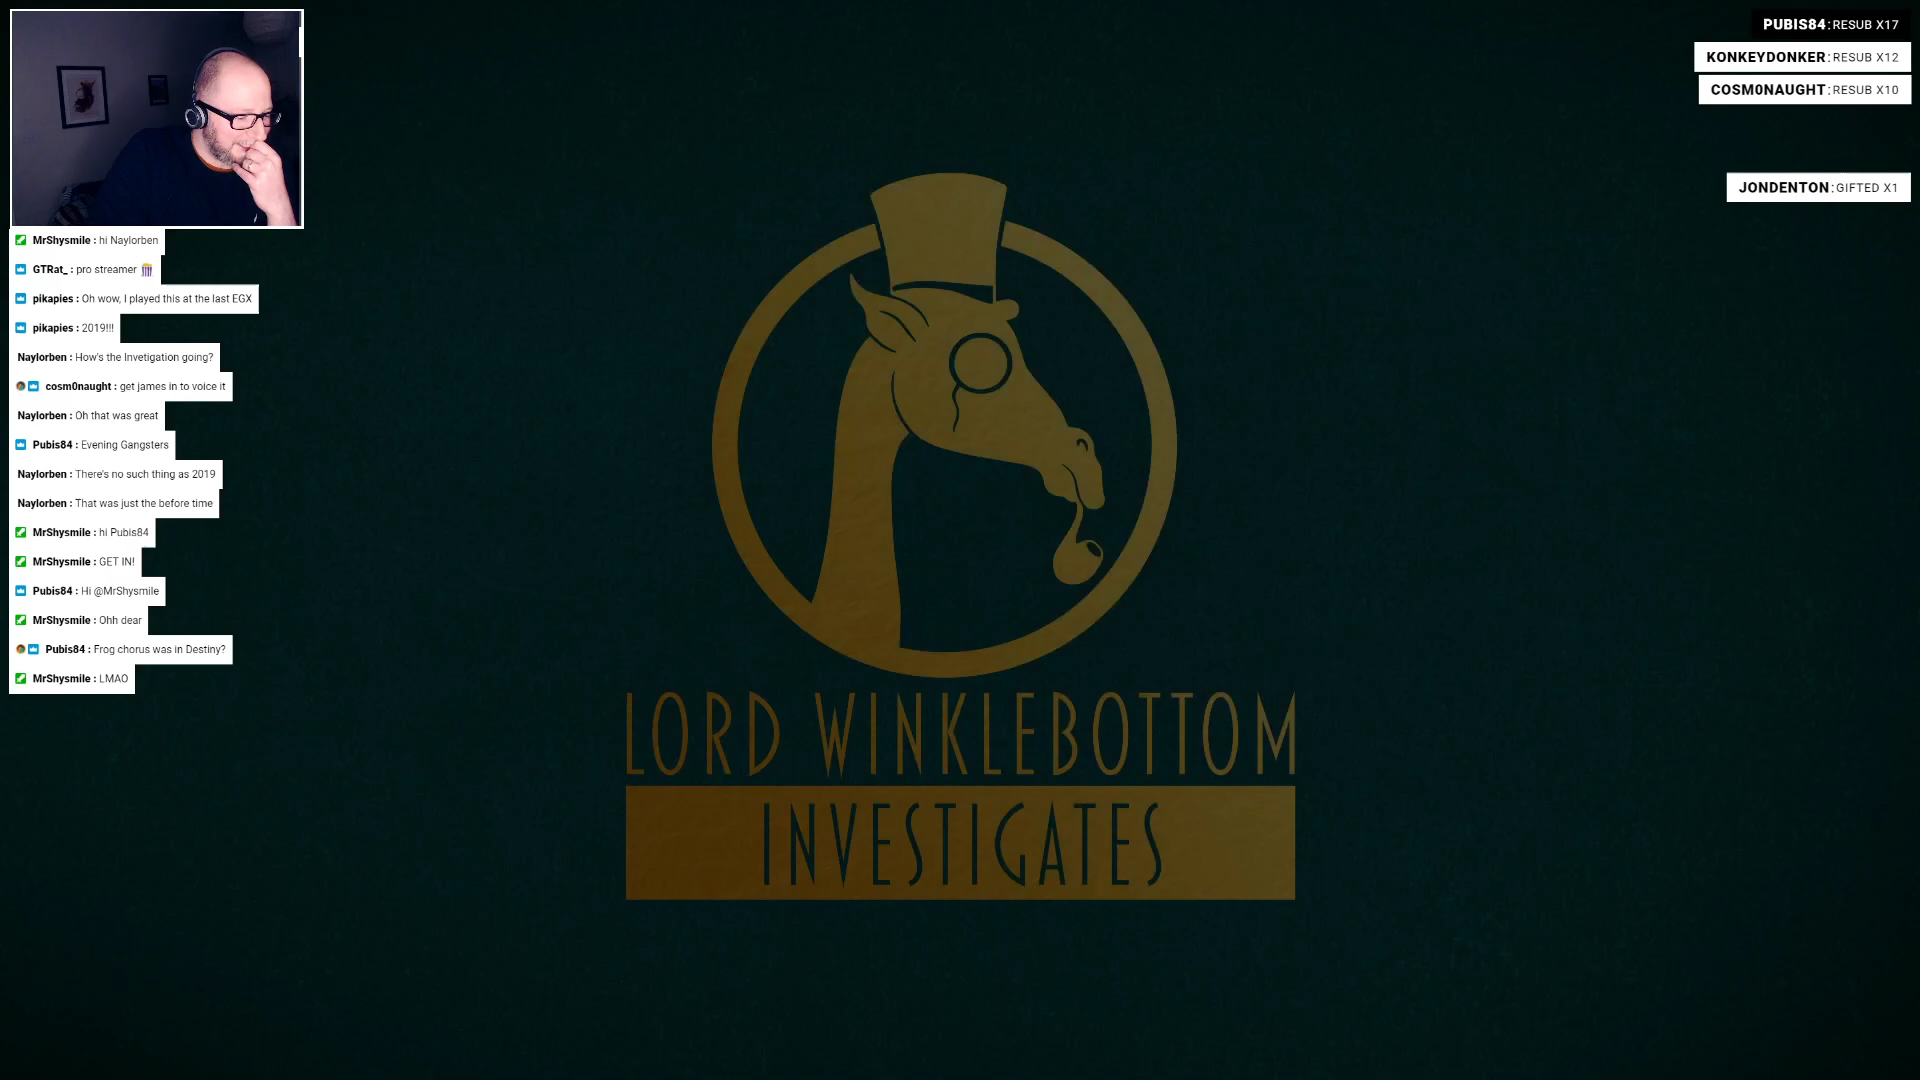 MrShysmile : hi Naylorben
GTRat_ : pro streamer 🍿
pikapies : Oh wow, I played this at the last EGX
pikapies : 2019!!!
Naylorben : How's the Invetigation going?
cosm0naught : get james in to voice it
Naylorben : Oh that was great
Pubis84 : Evening Gangsters
Naylorben : There's no such thing as 2019
Naylorben : That was just the before time
MrShysmile : hi Pubis84
MrShysmile : GET IN!
Pubis84 : Hi @MrShysmile
MrShysmile : Ohh dear
Pubis84 : Frog chorus was in Destiny?
MrShysmile : LMAO
LORD WINKLEBOTTOM
INVESTIGATES
PUBIS84: RESUB X17
KONKEYDONKER: RESUB X12
COSM0NAUGHT: RESUB X10
JONDENTON: GIFTED X1